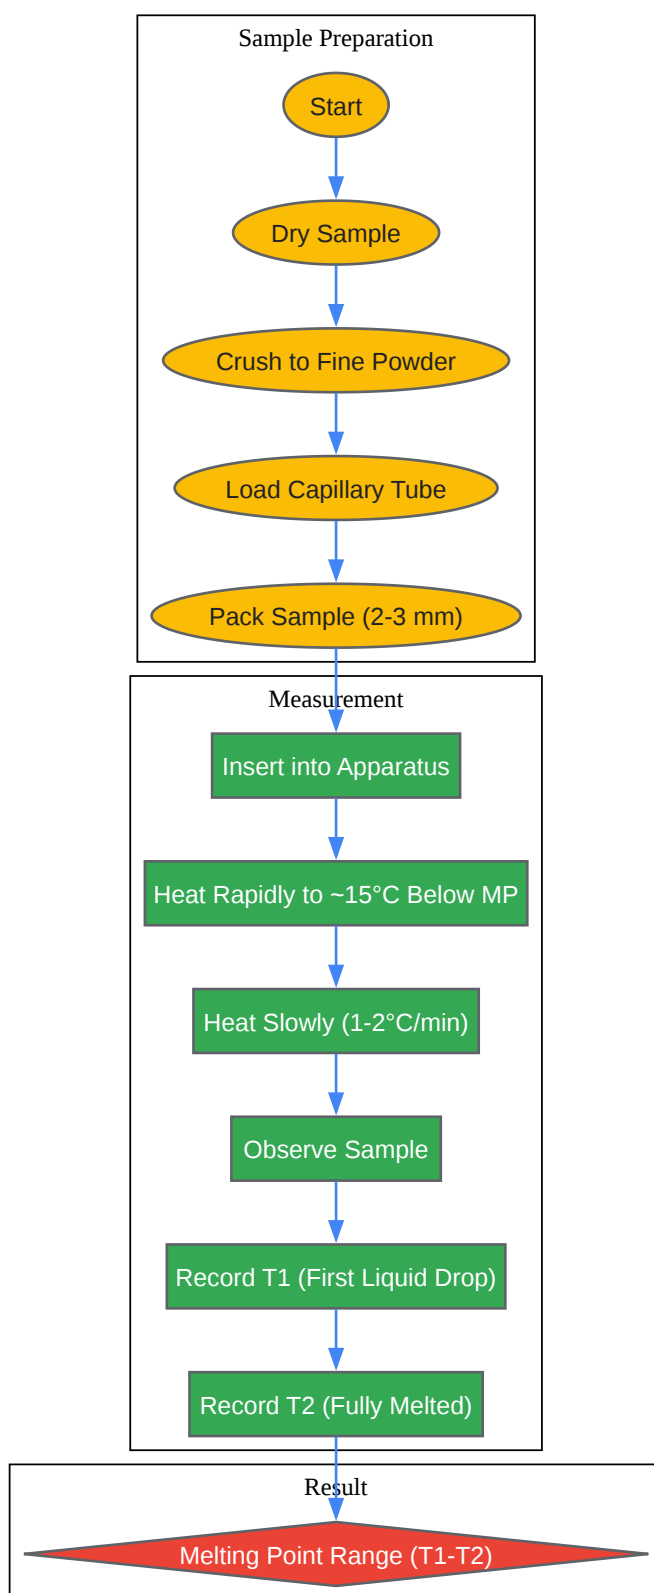 Sample Preparation
Start
Dry Sample
Crush to Fine Powder
Load Capillary Tube
Pack Sample (2-3 mm)
Measurement
Insert into Apparatus
Heat Rapidly to ~15°C Below MP
Heat Slowly (1-2°C/min)
Observe Sample
Record T1 (First Liquid Drop)
Record T2 (Fully Melted)
Result
Melting Point Range (T1-T2)